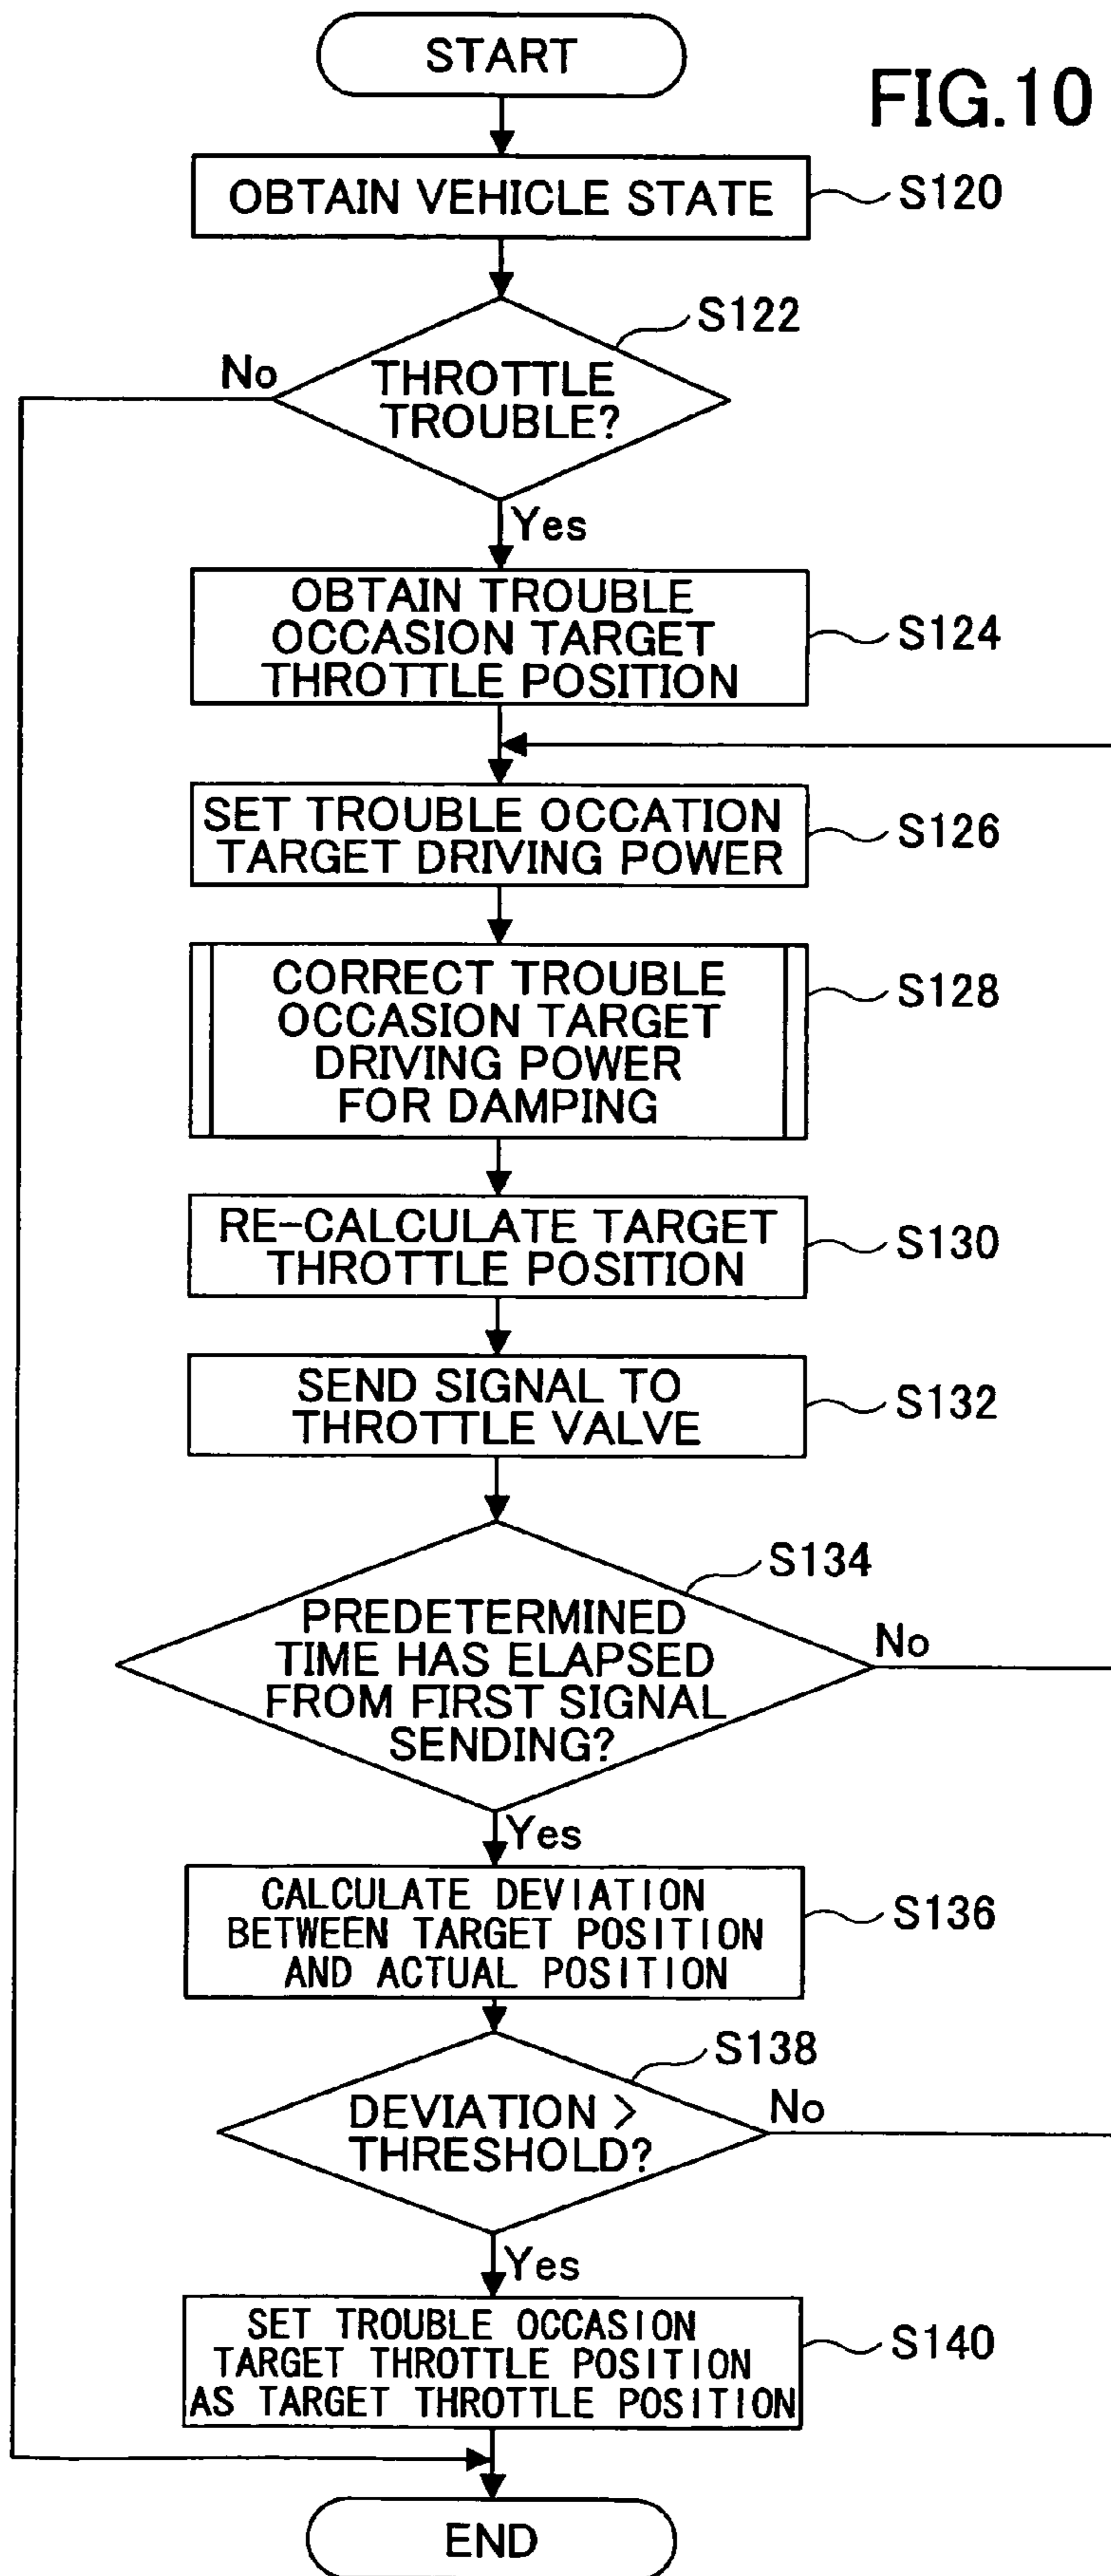 START
FIG.10
OBTAIN VEHICLE STATE
S120
S122
No
THROTTLE
TROUBLE?
Yes
OBTAIN TROUBLE
OCCASION TARGET
THROTTLE POSITION
S124
SET TROUBLE OCCATION
TARGET DRIVING POWER
S126
CORRECT TROUBLE
OCCASION TARGET
DRIVING POWER
FOR DAMPING
S128
RE-CALCULATE TARGET
THROTTLE POSITION
S130
SEND SIGNAL TO
THROTTLE VALVE
S132
S134
PREDETERMINED
TIME HAS ELAPSED
FROM FIRST SIGNAL
SENDING?
No
Yes
CALCULATE DEVIATION
BETWEEN TARGET POSITION
AND ACTUAL POSITION
S136
S138
DEVIATION >
THRESHOLD?
No
Yes
SET TROUBLE OCCASION
TARGET THROTTLE POSITION
AS TARGET THROTTLE POSITION
S140
END